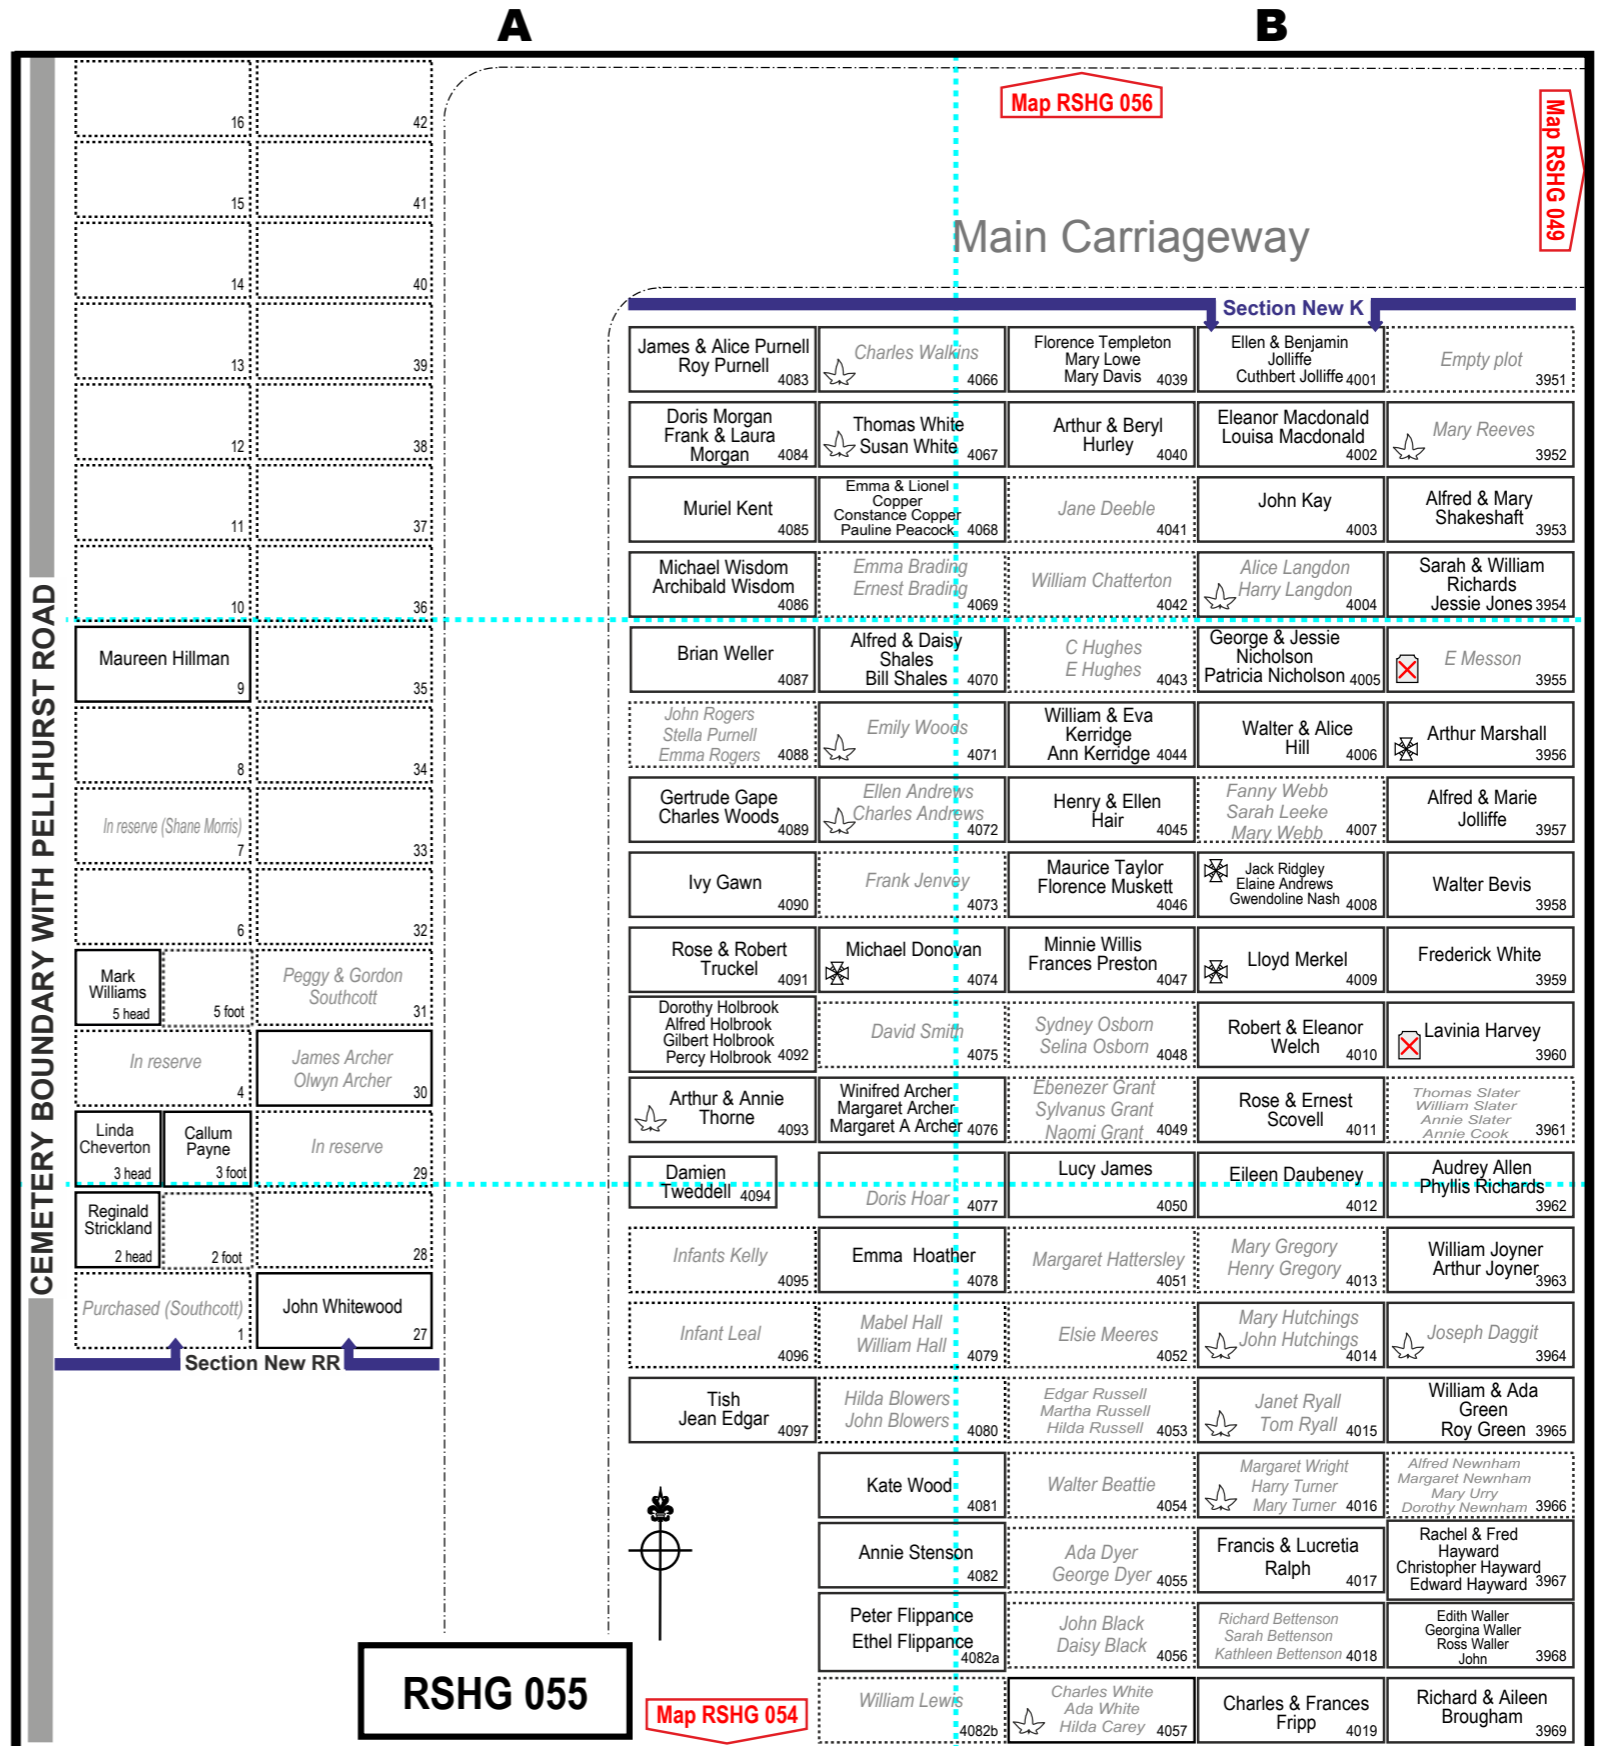 A
B
Map RSHG 056
Map RSHG 049
Main Carriageway
CEMETERY BOUNDARY WITH PELLHURST ROAD
16
42
15
41
14
40
13
39
12
38
11
37
10
36
Maureen Hillman
9
35
8
34
In reserve (Shane Morris)
7
33
6
32
Mark
Williams
5 head
5 foot
Peggy & Gordon
Southcott
31
In reserve
4
James Archer
Olwyn Archer
30
Linda
Cheverton
3 head
Callum
Payne
3 foot
In reserve
29
Reginald
Strickland
2 head
2 foot
28
Purchased (Southcott)
1
John Whitewood
27
Section New RR
Section New K
James & Alice Purnell
Roy Purnell
4083
Charles Walkins
4066
Florence Templeton
Mary Lowe
Mary Davis 4039
Ellen & Benjamin
Jolliffe
Cuthbert Jolliffe 4001
Empty plot
3951
Doris Morgan
Frank & Laura
Morgan 4084
Thomas White
Susan White 4067
Arthur & Beryl
Hurley 4040
Eleanor Macdonald
Louisa Macdonald
4002
Mary Reeves
3952
Muriel Kent
4085
Emma & Lionel
Copper
Constance Copper
Pauline Peacock 4068
Jane Deeble
4041
John Kay
4003
Alfred & Mary
Shakeshaft
3953
Michael Wisdom
Archibald Wisdom
4086
Emma Brading
Ernest Brading
4069
William Chatterton
4042
Alice Langdon
Harry Langdon
4004
Sarah & William
Richards
Jessie Jones 3954
Brian Weller
4087
Alfred & Daisy
Shales
Bill Shales 4070
C Hughes
E Hughes
4043
George & Jessie
Nicholson
Patricia Nicholson 4005
E Messon
3955
John Rogers
Stella Purnell
Emma Rogers 4088
Emily Woods
4071
William & Eva
Kerridge
Ann Kerridge 4044
Walter & Alice
Hill
4006
Arthur Marshall
3956
Gertrude Gape
Charles Woods
4089
Ellen Andrews
Charles Andrews
4072
Henry & Ellen
Hair
4045
Fanny Webb
Sarah Leeke
Mary Webb 4007
Alfred & Marie
Jolliffe
3957
Ivy Gawn
4090
Frank Jenvey
4073
Maurice Taylor
Florence Muskett
4046
Jack Ridgley
Elaine Andrews
Gwendoline Nash 4008
Walter Bevis
3958
Rose & Robert
Truckel
4091
Michael Donovan
4074
Minnie Willis
Frances Preston
4047
Lloyd Merkel
4009
Frederick White
3959
Dorothy Holbrook
Alfred Holbrook
Gilbert Holbrook
Percy Holbrook 4092
David Smith
4075
Sydney Osborn
Selina Osborn 4048
Robert & Eleanor
Welch
4010
Lavinia Harvey
3960
Arthur & Annie
Thorne
4093
Winifred Archer
Margaret Archer
Margaret A Archer 4076
Ebenezer Grant
Sylvanus Grant
Naomi Grant 4049
Rose & Ernest
Scovell
4011
Thomas Slater
William Slater
Annie Slater
Annie Cook 3961
Damien
Tweddell 4094
Doris Hoar
4077
Lucy James
4050
Eileen Daubeney
4012
Audrey Allen
Phyllis Richards
3962
Infants Kelly
4095
Emma Hoather
4078
Margaret Hattersley
4051
Mary Gregory
Henry Gregory
4013
William Joyner
Arthur Joyner
3963
Infant Leal
4096
Mabel Hall
William Hall
4079
Elsie Meeres
4052
Mary Hutchings
John Hutchings
4014
Joseph Daggit
3964
Tish
Jean Edgar
4097
Hilda Blowers
John Blowers
4080
Edgar Russell
Martha Russell
Hilda Russell 4053
Janet Ryall
Tom Ryall
4015
William & Ada
Green
Roy Green 3965
Kate Wood
4081
Walter Beattie
4054
Margaret Wright
Harry Turner
Mary Turner 4016
Alfred Newnham
Margaret Newnham
Mary Urry
Dorothy Newnham 3966
Annie Stenson
4082
Ada Dyer
George Dyer
4055
Francis & Lucretia
Ralph
4017
Rachel & Fred
Hayward
Christopher Hayward
Edward Hayward 3967
Peter Flippance
Ethel Flippance
4082a
John Black
Daisy Black
4056
Richard Bettenson
Sarah Bettenson
Kathleen Bettenson 4018
Edith Waller
Georgina Waller
Ross Waller
John
3968
William Lewis
4082b
Charles White
Ada White
Hilda Carey 4057
Charles & Frances
Fripp
4019
Richard & Aileen
Brougham
3969
RSHG 055
Map RSHG 054